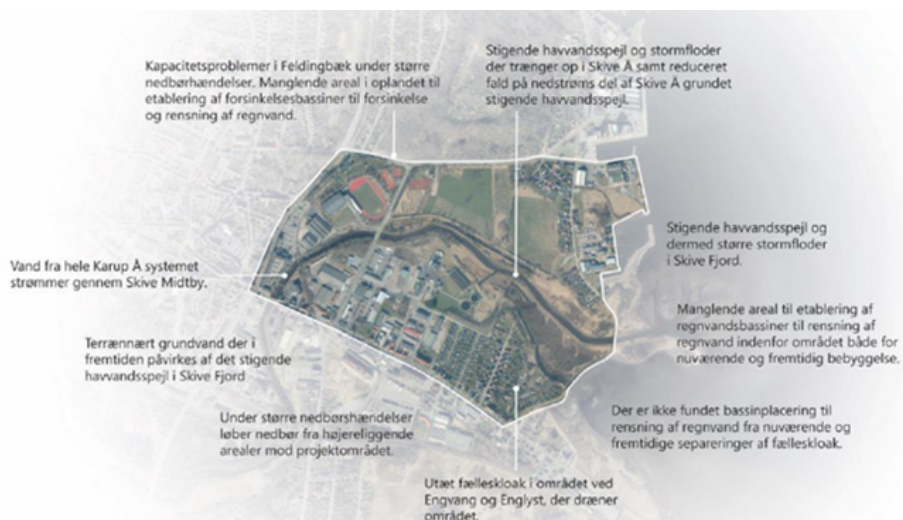 Kapacitetsproblemer i Feldingbæk under større
nedbørhændelser. Manglende areal i oplandet til
etablering af forsinkelsesbassiner til forsinkelse
og rensning af regnvand.
Stigende havvandsspejl og stormfloder
der trænger op i Skive Å samt reduceret
fald på nedstrøms del af Skive Å grundet
stigende havvandsspejl.
Vand fra hele Karup Å systemet
strømmer gennem Skive Midtby.
Stigende havvandsspejl og
dermed større stormfloder
i Skive Fjord.
Terrænnært grundvand der i
fremtiden påvirkes af det stigende
havvandsspejl i Skive Fjord
Manglende areal til etablering af
regnvandsbassiner til rensning af
regnvand indenfor området både for
nuværende og fremtidig bebyggelse.
Under større nedbørshændelser
løber nedbør fra højereliggende
arealer mod projektområdet.
Der er ikke fundet bassinplacering til
rensning af regnvand fra nuværende og
fremtidige separeringer af fælleskloak.
Utæt fælleskloak i området ved
Engvang og Englyst, der dræner
området.